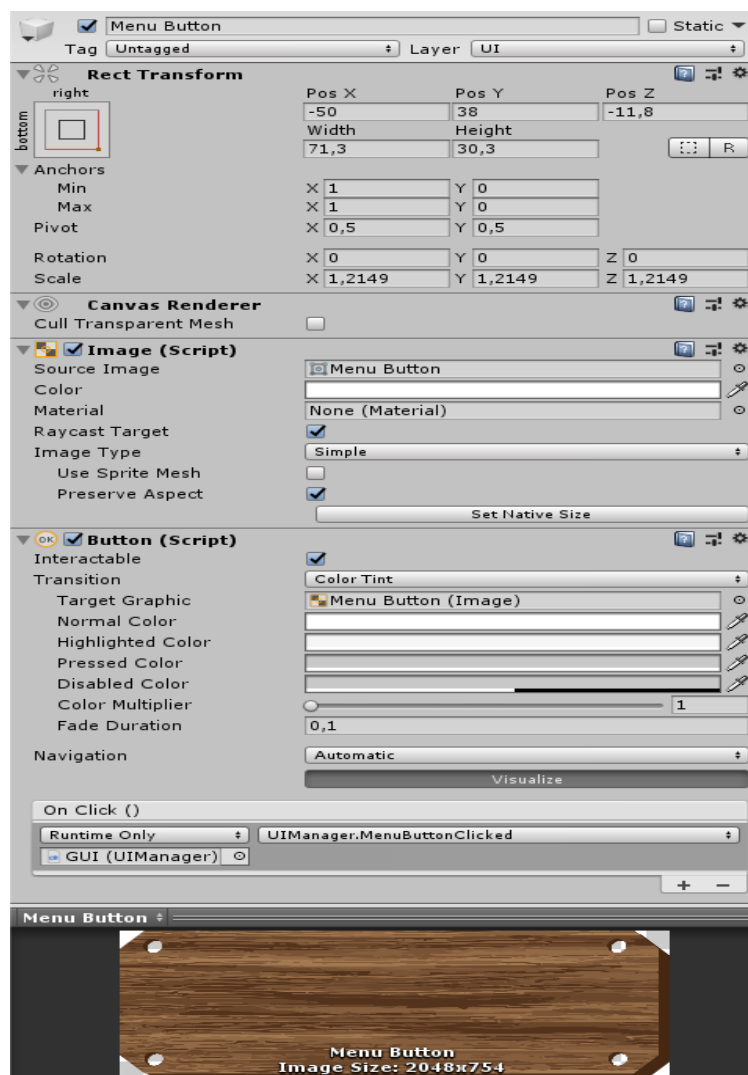 Menu Button Static
Tag Untagged Layer UI
Rect Transform
right Pos X Pos Y Pos Z
bottom -50 38 -11,8
Width Height
71,3 30,3 R
Anchors
Min X 1 Y 0
Max X 1 Y 0
Pivot X 0,5 Y 0,5
Rotation X 0 Y 0 Z 0
Scale X 1,2149 Y 1,2149 Z 1,2149
Canvas Renderer
Cull Transparent Mesh
Image (Script)
Source Image Menu Button
Color
Material None (Material)
Raycast Target
Image Type Simple
Use Sprite Mesh
Preserve Aspect
Set Native Size
OK Button (Script)
Interactable
Transition Color Tint
Target Graphic Menu Button (Image)
Normal Color
Highlighted Color
Pressed Color
Disabled Color
Color Multiplier 1
Fade Duration 0,1
Navigation Automatic
Visualize
On Click ()
Runtime Only UIManager.MenuButtonClicked
GUI (UIManager)
+ −
Menu Button
Menu Button
Image Size: 2048x754